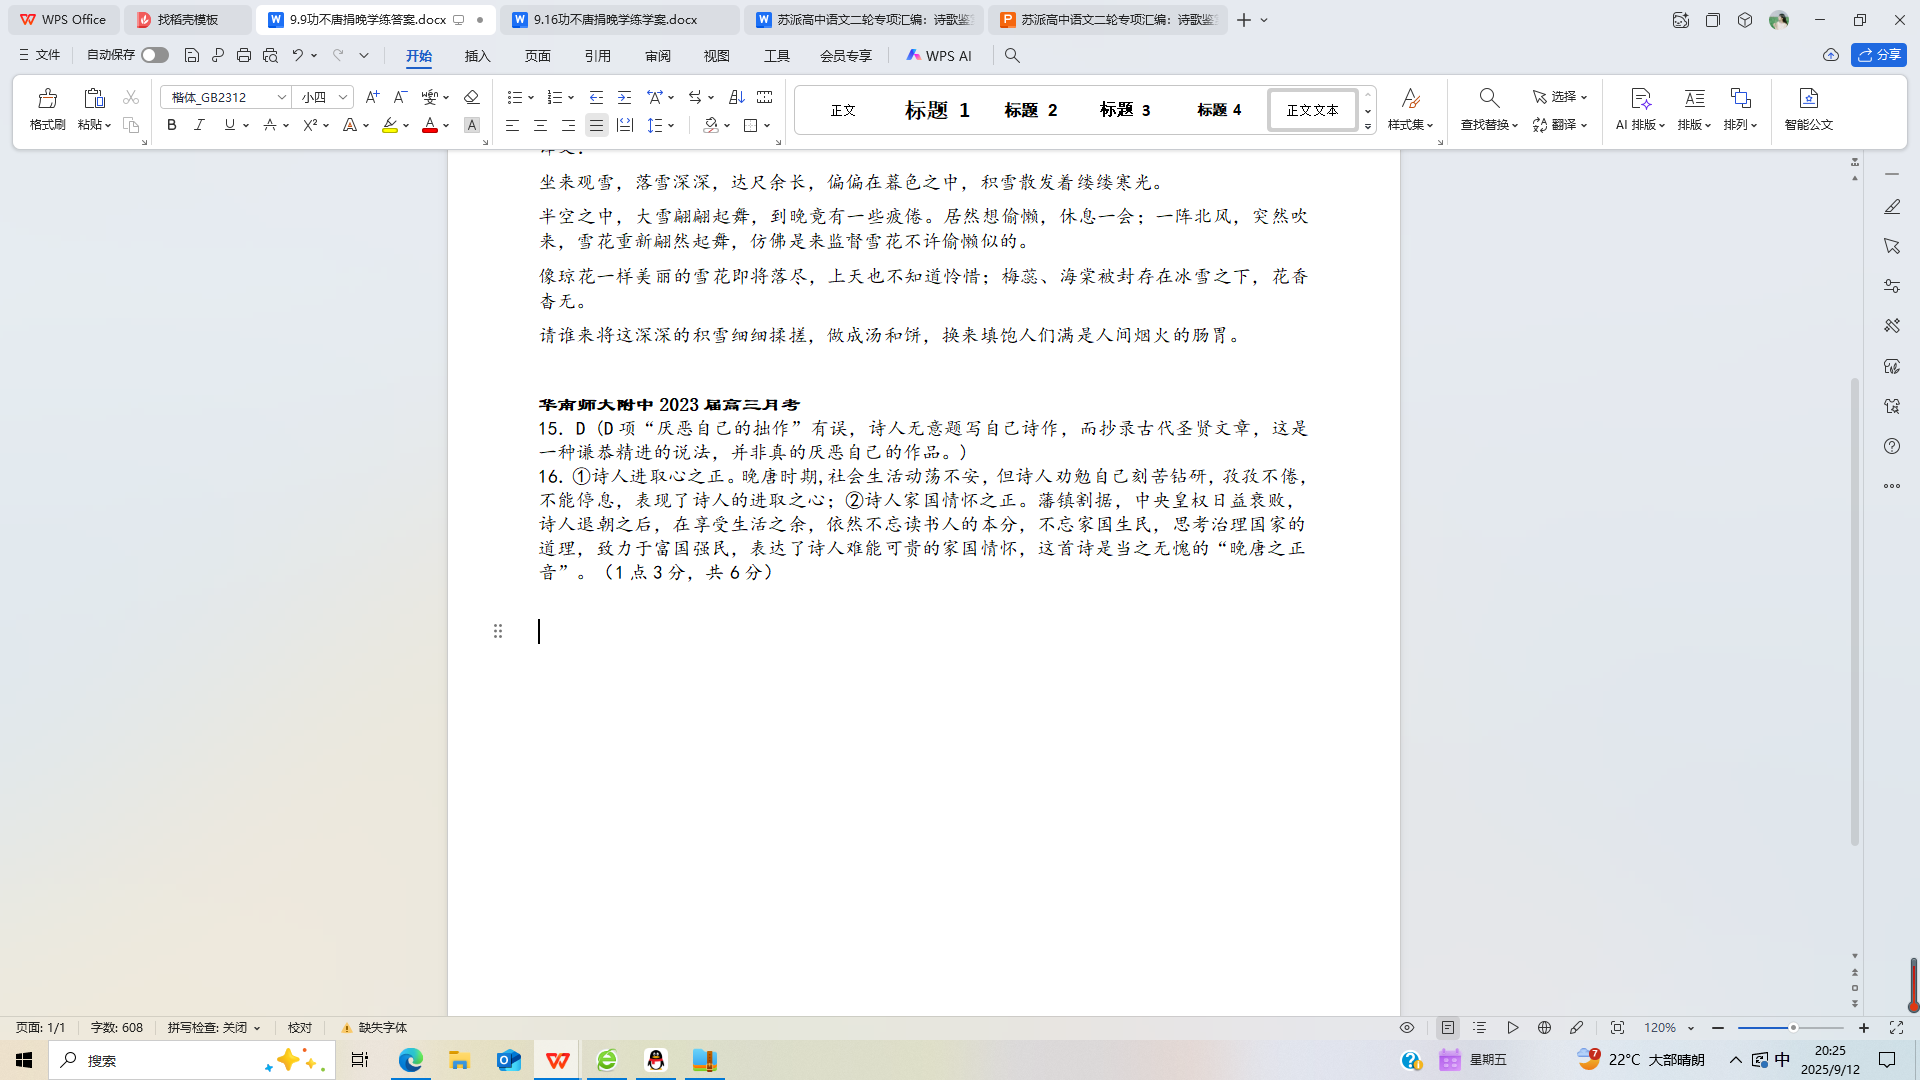 WPS Office
找稻壳模板
9.9功不唐捐晚学练答案.docx
9.16功不唐捐晚学练学案.docx
苏派高中语文二轮专项汇编：诗歌鉴
苏派高中语文二轮专项汇编：诗歌鉴
文件
自动保存
开始
插入
页面
引用
审阅
视图
工具
会员专享
WPS AI
分享
格式刷
粘贴
楷体_GB2312
小四
正文
标题 1
标题 2
标题 3
标题 4
正文文本
样式集
查找替换
选择
翻译
AI 排版
排版
排列
智能公文
坐来观雪，落雪深深，达尺余长，偏偏在暮色之中，积雪散发着缕缕寒光。
半空之中，大雪翩翩起舞，到晚竟有一些疲倦。居然想偷懒，休息一会；一阵北风，突然吹
来，雪花重新翩然起舞，仿佛是来监督雪花不许偷懒似的。
像琼花一样美丽的雪花即将落尽，上天也不知道怜惜；梅蕊、海棠被封存在冰雪之下，花香
杳无。
请谁来将这深深的积雪细细揉搓，做成汤和饼，换来填饱人们满是人间烟火的肠胃。
华南师大附中 2023 届高三月考
15. D（D 项“厌恶自己的拙作”有误，诗人无意题写自己诗作，而抄录古代圣贤文章，这是
一种谦恭精进的说法，并非真的厌恶自己的作品。）
16. ①诗人进取心之正。晚唐时期,社会生活动荡不安，但诗人劝勉自己刻苦钻研，孜孜不倦，
不能停息，表现了诗人的进取之心；②诗人家国情怀之正。藩镇割据，中央皇权日益衰败，
诗人退朝之后，在享受生活之余，依然不忘读书人的本分，不忘家国生民，思考治理国家的
道理，致力于富国强民，表达了诗人难能可贵的家国情怀，这首诗是当之无愧的“晚唐之正
音”。（1 点 3 分，共 6 分）
页面: 1/1
字数: 608
拼写检查: 关闭
校对
缺失字体
120%
搜索
星期五
7
22°C 大部晴朗
中
20:25
2025/9/12